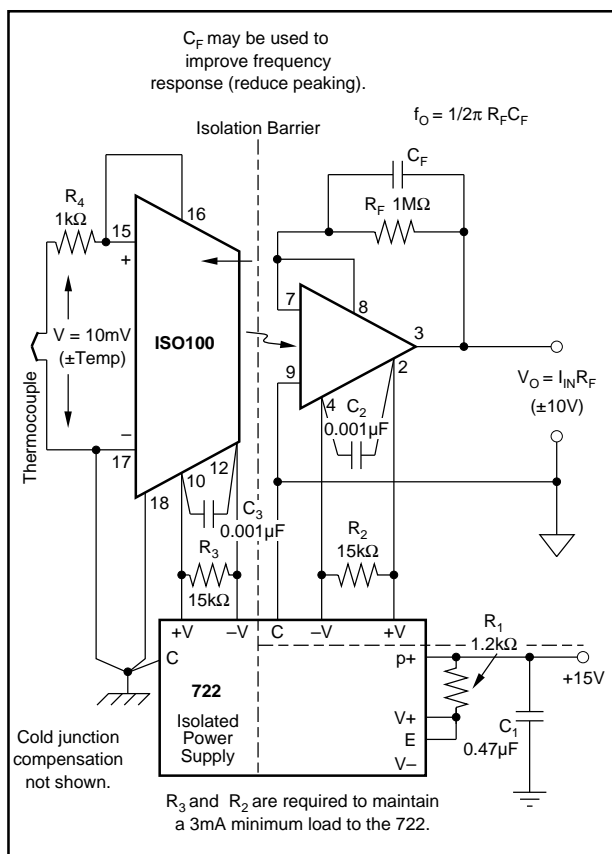 C_F may be used to
improve frequency
response (reduce peaking).
f_O = 1/2π R_F C_F
Isolation Barrier
C_F
R_F 1MΩ
R_4
1kΩ
15
16
+
7
8
3
V = 10mV
(±Temp)
ISO100
Thermocouple
9
2
V_O = I_IN R_F
(±10V)
4
C_2
0.001µF
–
17
12
10
18
C_3
0.001µF
R_3
15kΩ
R_2
15kΩ
+V
–V
C
–V
+V
C
R_1
1.2kΩ
p+
+15V
722
Isolated
Power
Supply
V+
E
V–
C_1
0.47µF
Cold junction
compensation
not shown.
R_3 and R_2 are required to maintain
a 3mA minimum load to the 722.